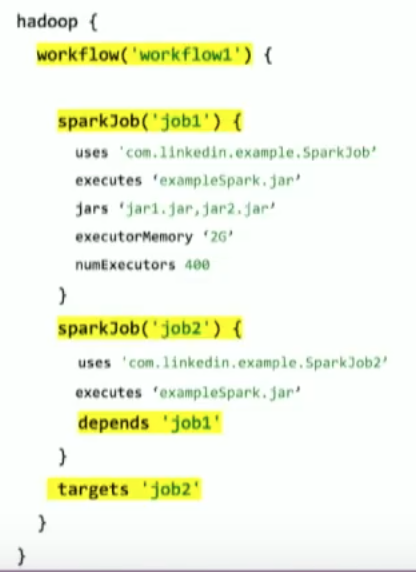 hadoop {
workflow('workflow1') {
sparkJob('job1') {
uses 'com.linkedin.example.SparkJob'
executes ‘exampleSpark.jar’
jars ‘jar1.jar,jar2.jar’
executorMemory ‘2G’
numExecutors 400
}
sparkJob('job2') {
uses 'com.linkedin.example.SparkJob2’
executes ‘exampleSpark.jar’
depends 'job1'
}
targets 'job2'
}
}